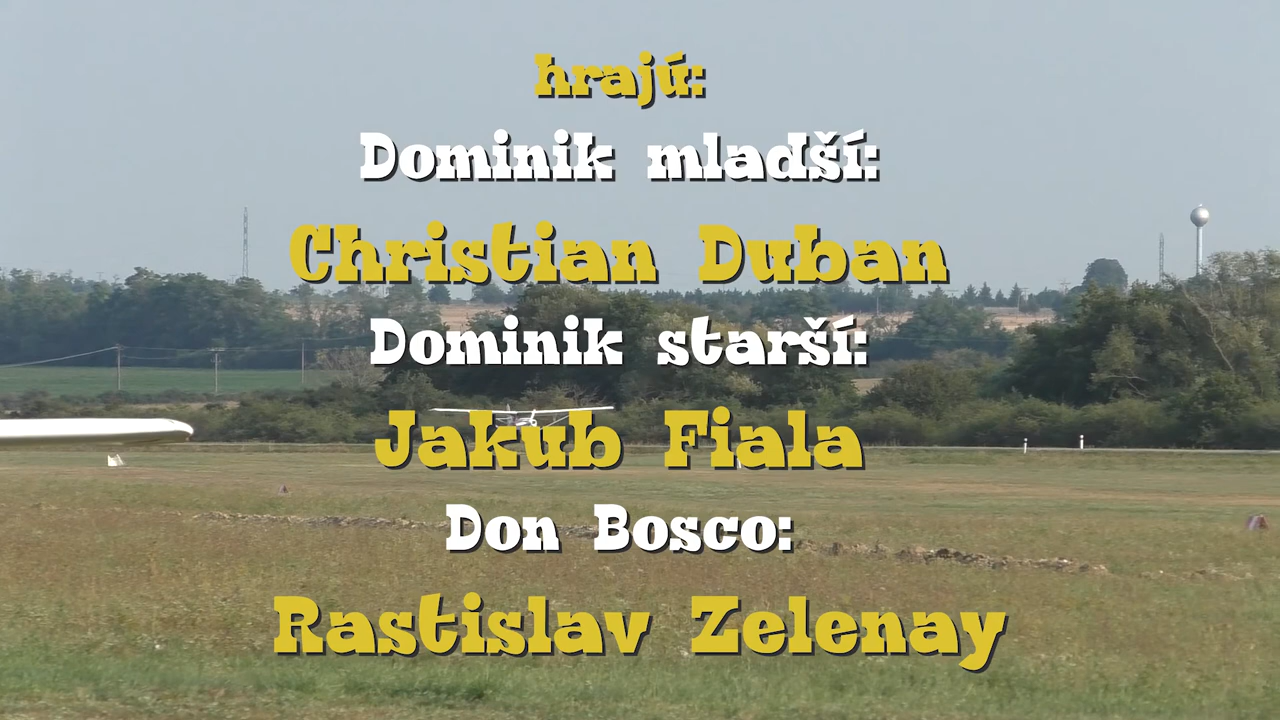 hrajú:
Dominik mladší:
Christian Duban
Dominik starší:
Jakub Fiala
Don Bosco:
Rastislav Zelenay